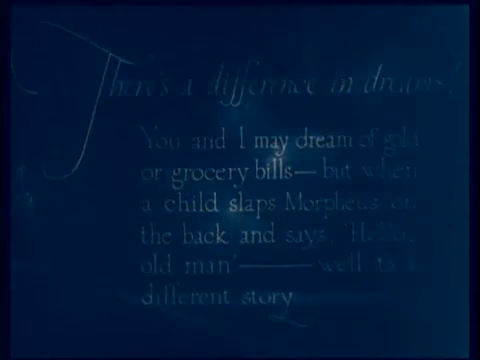 There's a difference in dreams!
You and I may dream of gold
or grocery bills— but when
a child slaps Morpheus on
the back and says, 'Hello,
old man' —— well its a
different story